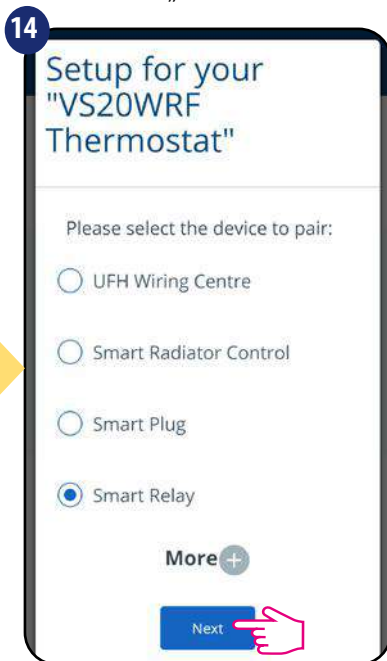 14
Setup for your
"VS20WRF
Thermostat"
Please select the device to pair:
UFH Wiring Centre
Smart Radiator Control
Smart Plug
Smart Relay
More
Next